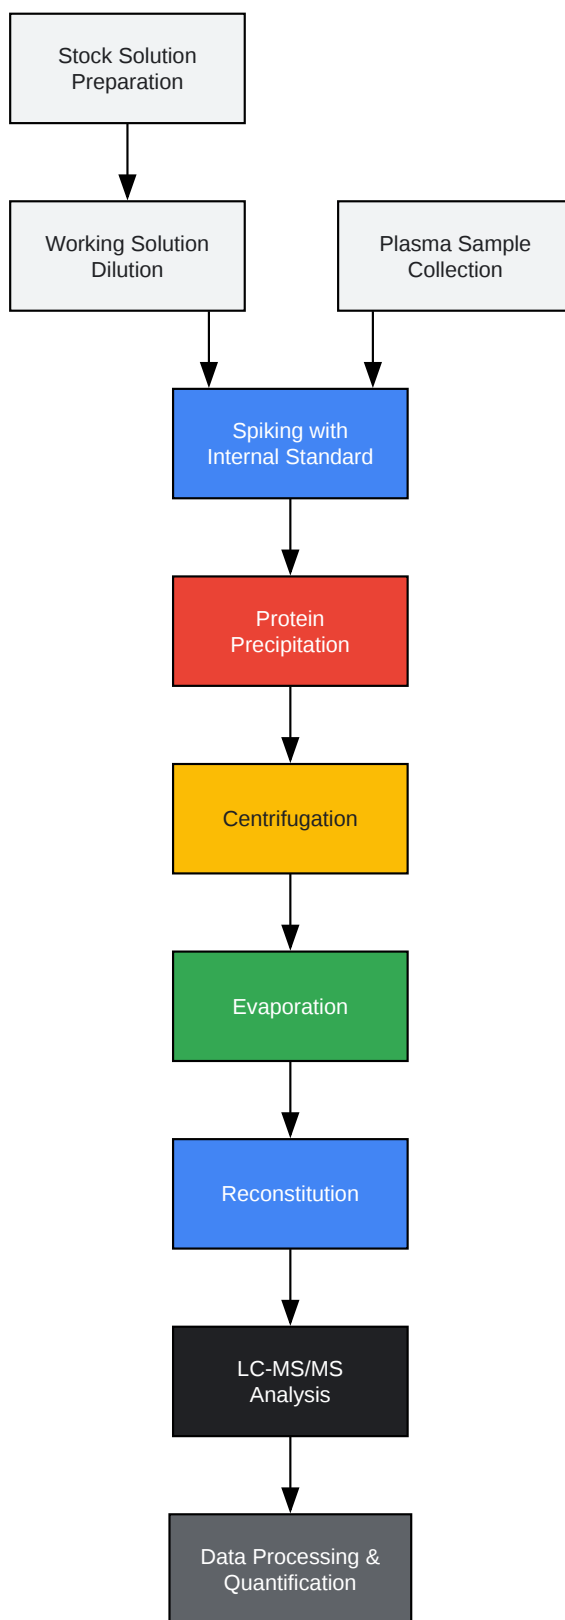 Stock Solution
Preparation
Working Solution
Dilution
Plasma Sample
Collection
Spiking with
Internal Standard
Protein
Precipitation
Centrifugation
Evaporation
Reconstitution
LC-MS/MS
Analysis
Data Processing &
Quantification